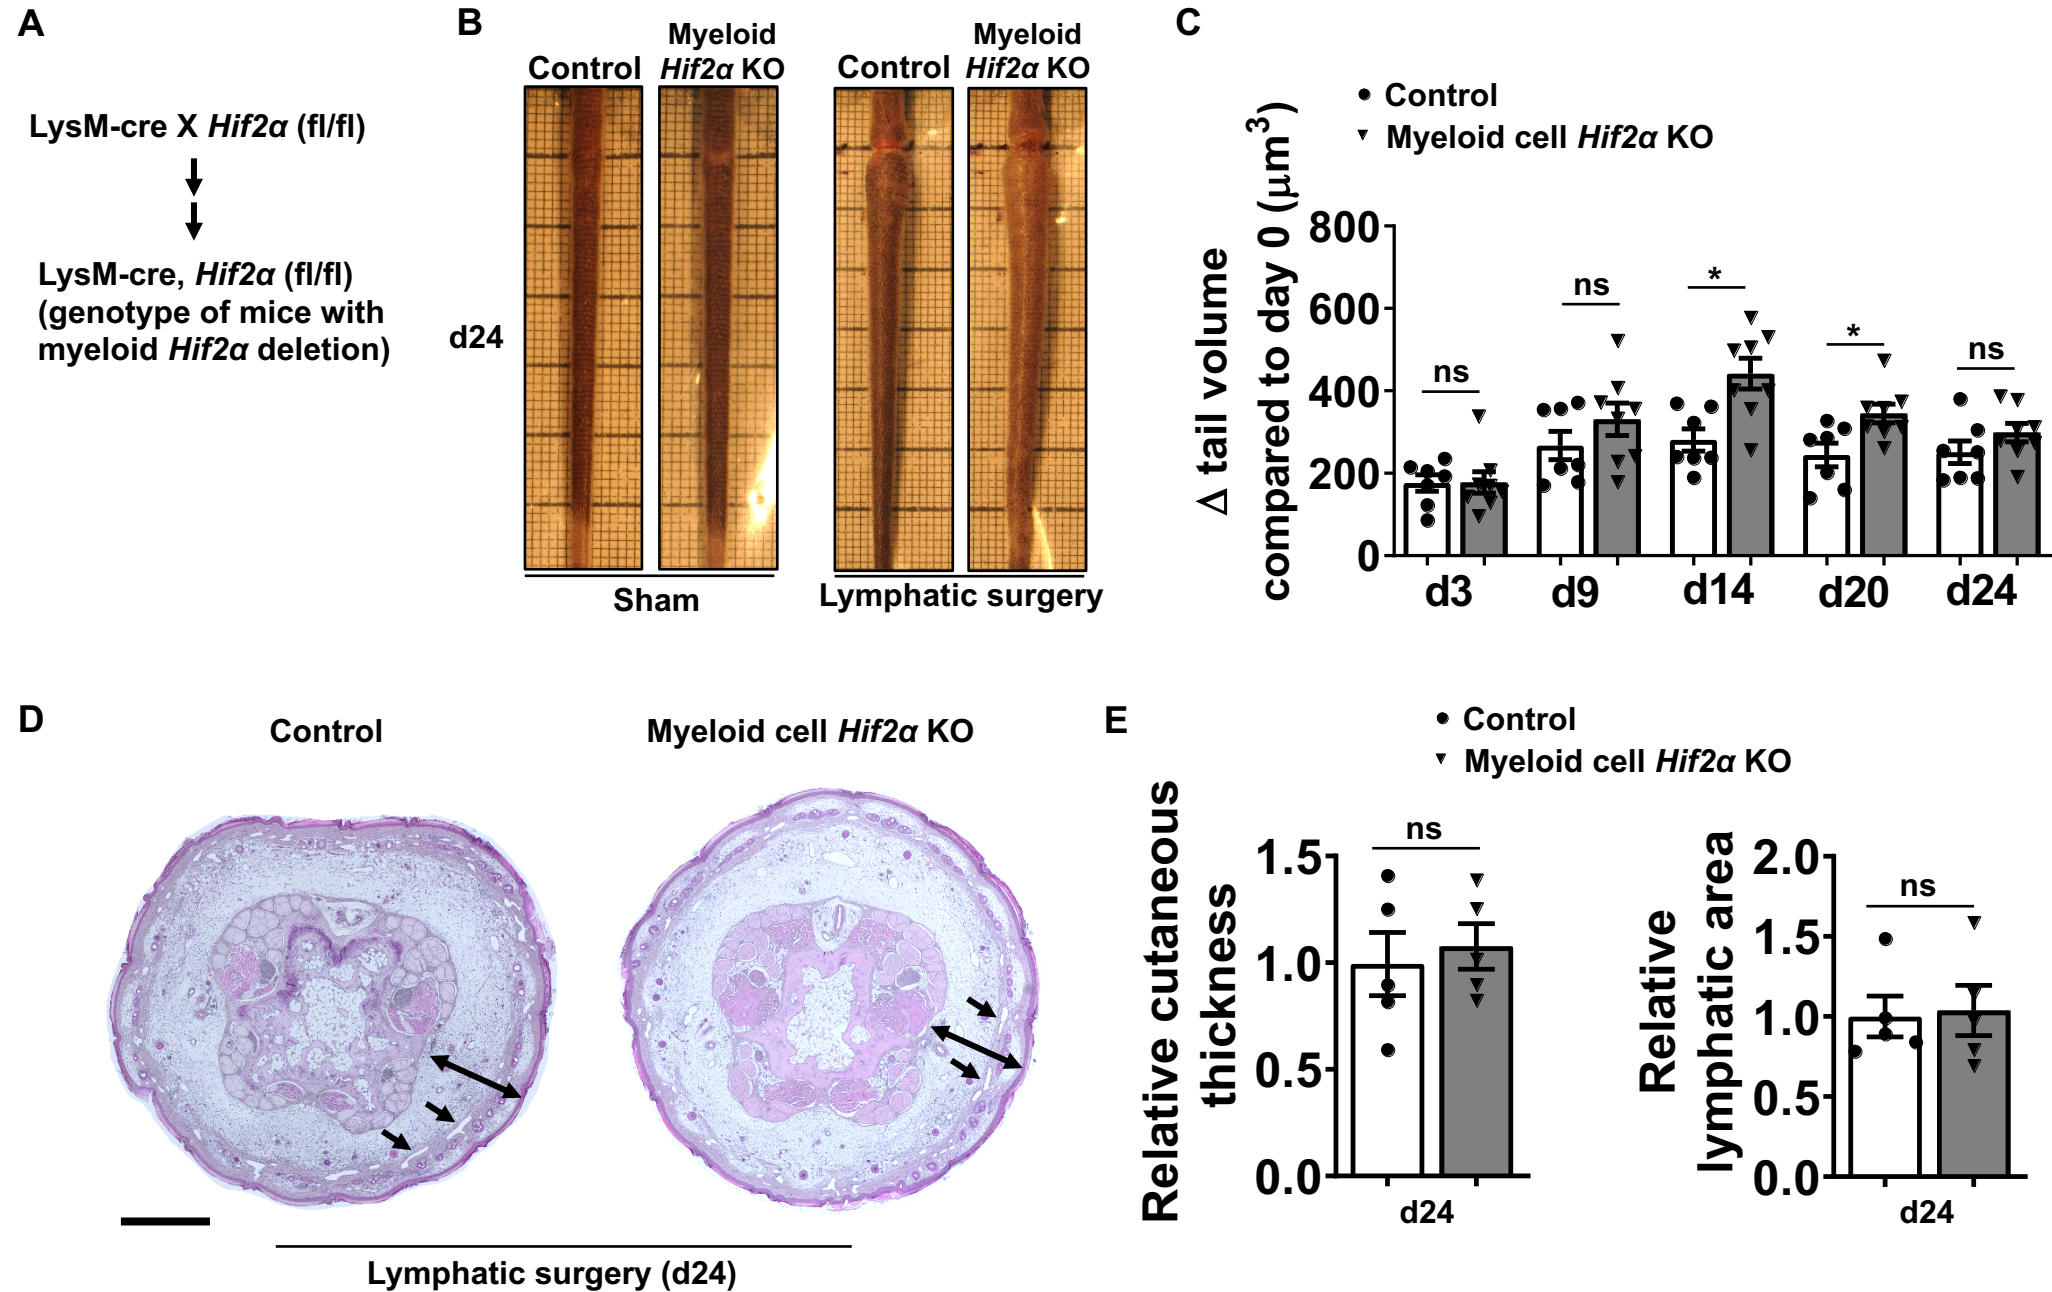 A
LysM-cre X Hif2α (fl/fl)
LysM-cre, Hif2α (fl/fl)
(genotype of mice with
myeloid Hif2α deletion)
B
Control
Myeloid
Hif2α KO
Control
Myeloid
Hif2α KO
d24
Sham
Lymphatic surgery
C
Control
Myeloid cell Hif2α KO
Δ tail volume
compared to day 0 (μm³)
800
600
400
200
0
ns
ns
*
*
ns
d3
d9
d14
d20
d24
D
Control
Myeloid cell Hif2α KO
Lymphatic surgery (d24)
E
Control
Myeloid cell Hif2α KO
Relative cutaneous
thickness
1.5
1.0
0.5
0.0
ns
d24
Relative
lymphatic area
2.0
1.5
1.0
0.5
0.0
ns
d24